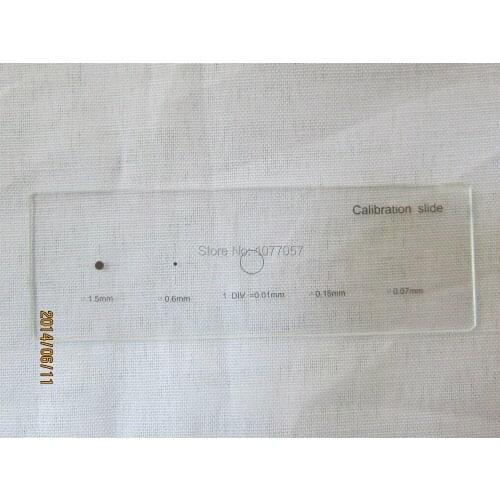 Calibration slide
Store No: 1077057
⌀ 1.5mm ⌀ 0.6mm 1 DIV =0.01mm ⌀ 0.15mm ⌀ 0.07mm
2014/06/11